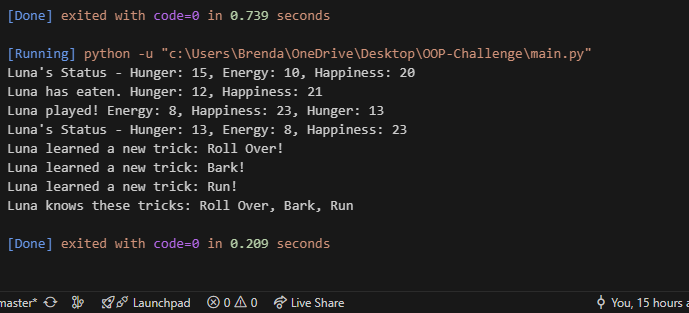 [Done] exited with code=0 in 0.739 seconds
[Running] python -u "c:\Users\Brenda\OneDrive\Desktop\OOP-Challenge\main.py"
Luna's Status - Hunger: 15, Energy: 10, Happiness: 20
Luna has eaten. Hunger: 12, Happiness: 21
Luna played! Energy: 8, Happiness: 23, Hunger: 13
Luna's Status - Hunger: 13, Energy: 8, Happiness: 23
Luna learned a new trick: Roll Over!
Luna learned a new trick: Bark!
Luna learned a new trick: Run!
Luna knows these tricks: Roll Over, Bark, Run
[Done] exited with code=0 in 0.209 seconds
master* Launchpad 0 0 Live Share You, 15 hours a